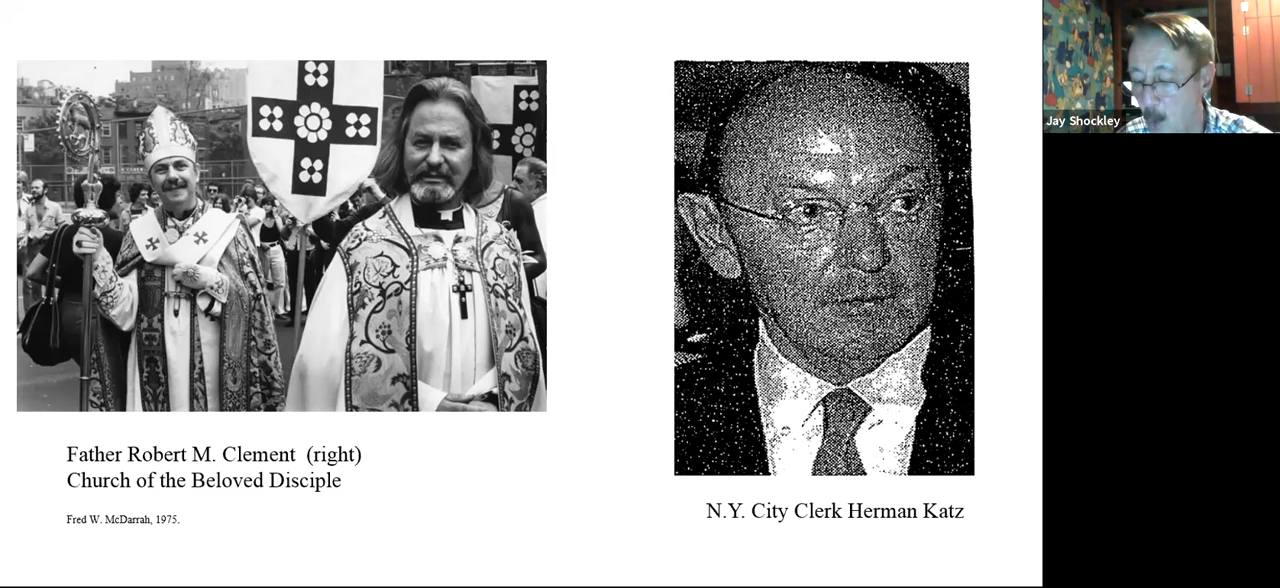 Jay Shockley
Father Robert M. Clement (right)
Church of the Beloved Disciple
Fred W. McDarrah, 1975.
N.Y. City Clerk Herman Katz